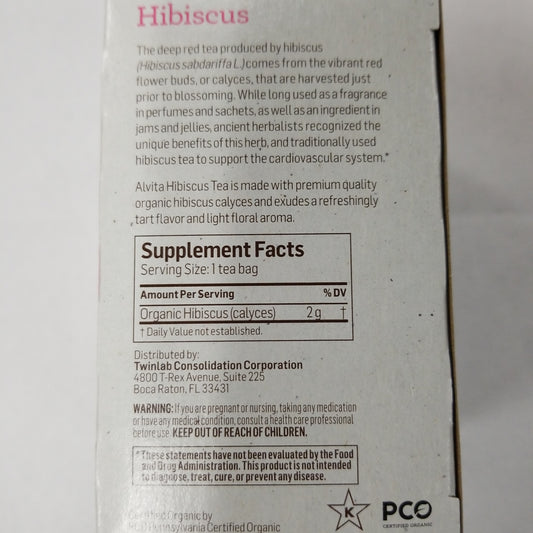 Hibiscus
The deep red tea produced by hibiscus
(Hibiscus sabdariffa L.) comes from the vibrant red
flower buds, or calyces, that are harvested just
prior to blossoming. While long used as a fragrance
in perfumes and sachets, as well as an ingredient in
jams and jellies, ancient herbalists recognized the
unique benefits of this herb, and traditionally used
hibiscus tea to support the cardiovascular system.*
Alvita Hibiscus Tea is made with premium quality
organic hibiscus calyces and exudes a refreshingly
tart flavor and light floral aroma.
Supplement Facts
Serving Size: 1 tea bag
Amount Per Serving % DV
Organic Hibiscus (calyces) 2 g †
† Daily Value not established.
Distributed by:
Twinlab Consolidation Corporation
4800 T-Rex Avenue, Suite 225
Boca Raton, FL 33431
WARNING: If you are pregnant or nursing, taking any medication
or have any medical condition, consult a health care professional
before use. KEEP OUT OF REACH OF CHILDREN.
*These statements have not been evaluated by the Food
and Drug Administration. This product is not intended
to diagnose, treat, cure, or prevent any disease.
Certified Organic by
PCO Pennsylvania Certified Organic
K
PCO
CERTIFIED ORGANIC